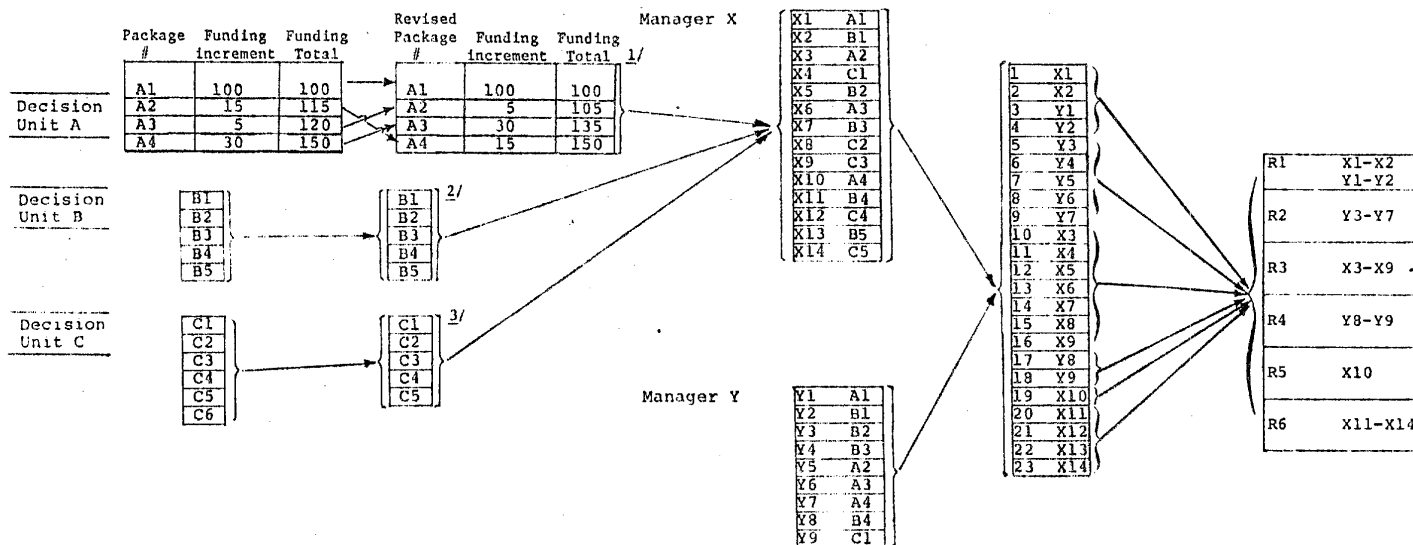 Package # Funding increment Funding Total
A1 100 100
A2 15 115
A3 5 120
A4 30 150
Decision Unit A
Revised Package # Funding increment Funding Total 1/
A1 100 100
A2 5 105
A3 30 135
A4 15 150
Decision Unit B
B1
B2
B3
B4
B5
2/
B1
B2
B3
B4
B5
Decision Unit C
C1
C2
C3
C4
C5
C6
3/
C1
C2
C3
C4
C5
Manager X
X1 A1
X2 B1
X3 A2
X4 C1
X5 B2
X6 A3
X7 B3
X8 C2
X9 C3
X10 A4
X11 B4
X12 C4
X13 B5
X14 C5
Manager Y
Y1 A1
Y2 B1
Y3 B2
Y4 B3
Y5 A2
Y6 A3
Y7 A4
Y8 B4
Y9 C1
1 X1
2 X2
3 Y1
4 Y2
5 Y3
6 Y4
7 Y5
8 Y6
9 Y7
10 X3
11 X4
12 X5
13 X6
14 X7
15 X8
16 X9
17 Y8
18 Y9
19 X10
20 X11
21 X12
22 X13
23 X14
R1 X1-X2
Y1-Y2
R2 Y3-Y7
R3 X3-X9
R4 Y8-Y9
R5 X10
R6 X11-X14